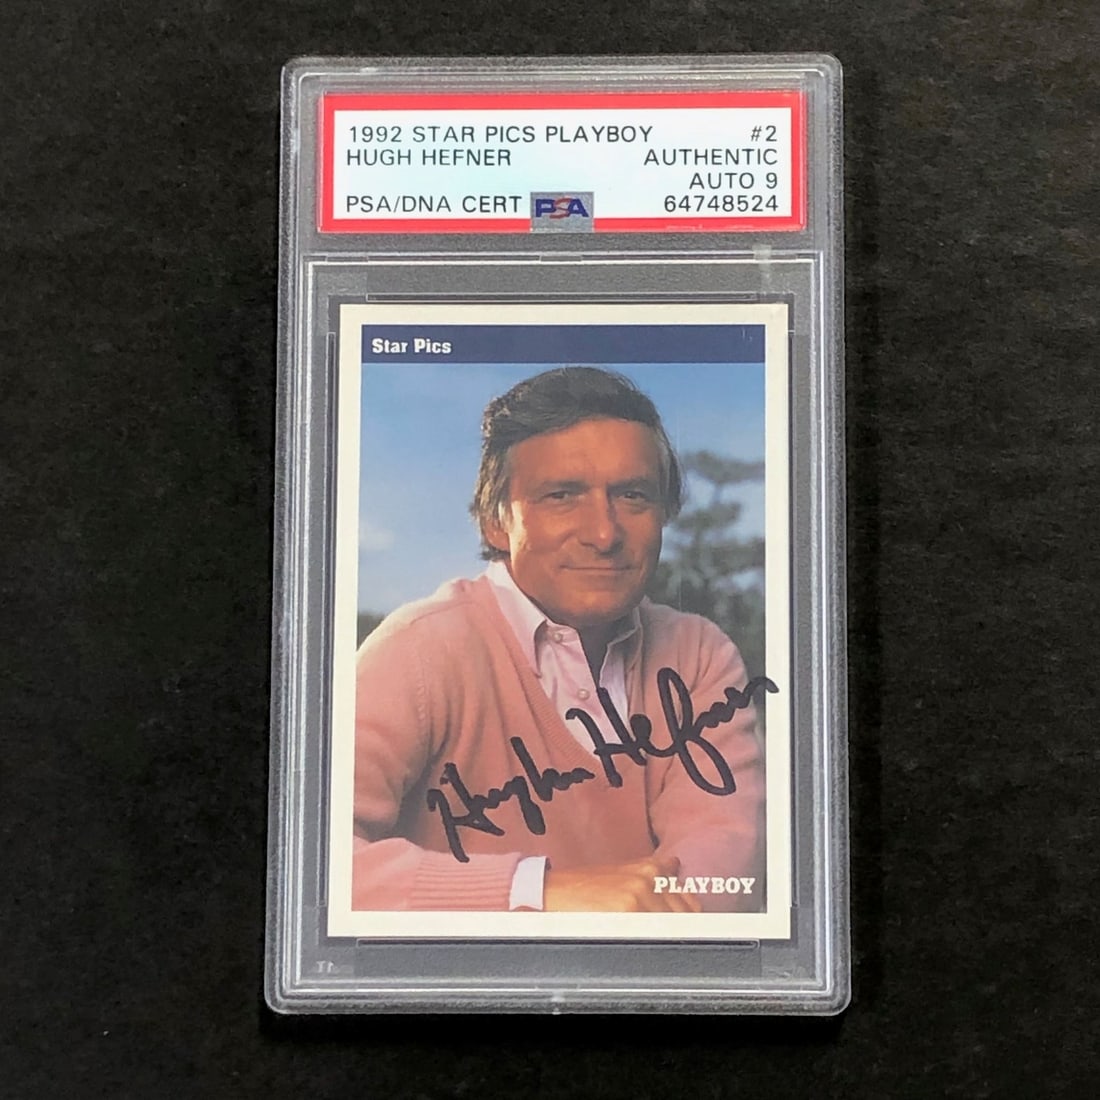 1992 STAR PICS PLAYBOY #2
HUGH HEFNER AUTHENTIC
AUTO 9
PSA/DNA CERT PSA 64748524
Star Pics
Hugh Hefner
PLAYBOY